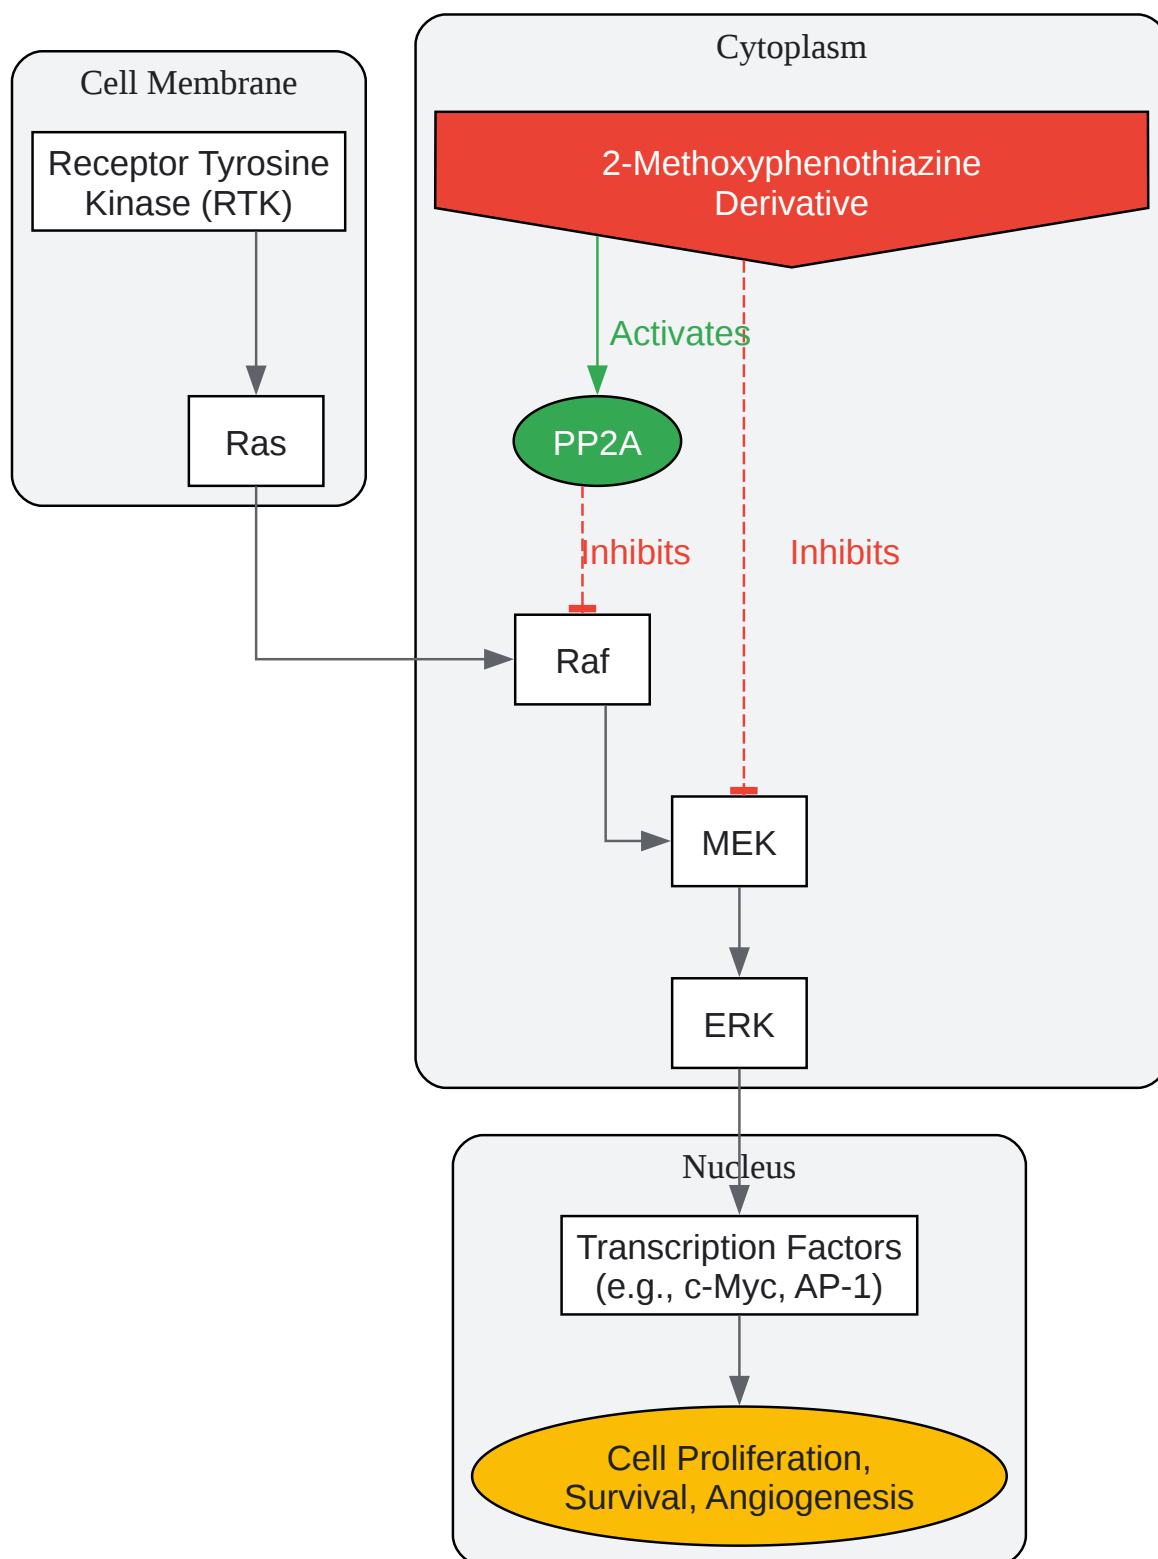 Cell Membrane
Receptor Tyrosine
Kinase (RTK)
Ras
Cytoplasm
2-Methoxyphenothiazine
Derivative
Activates
PP2A
Inhibits
Inhibits
Raf
MEK
ERK
Nucleus
Transcription Factors
(e.g., c-Myc, AP-1)
Cell Proliferation,
Survival, Angiogenesis